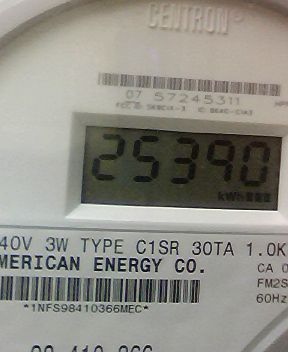 CENTRON
07 57245311
25390
kWh
40V 3W TYPE C1SR 30TA 1.0K
MERICAN ENERGY CO.
CA 0
FM2S
60Hz
*1NFS98410366MEC*